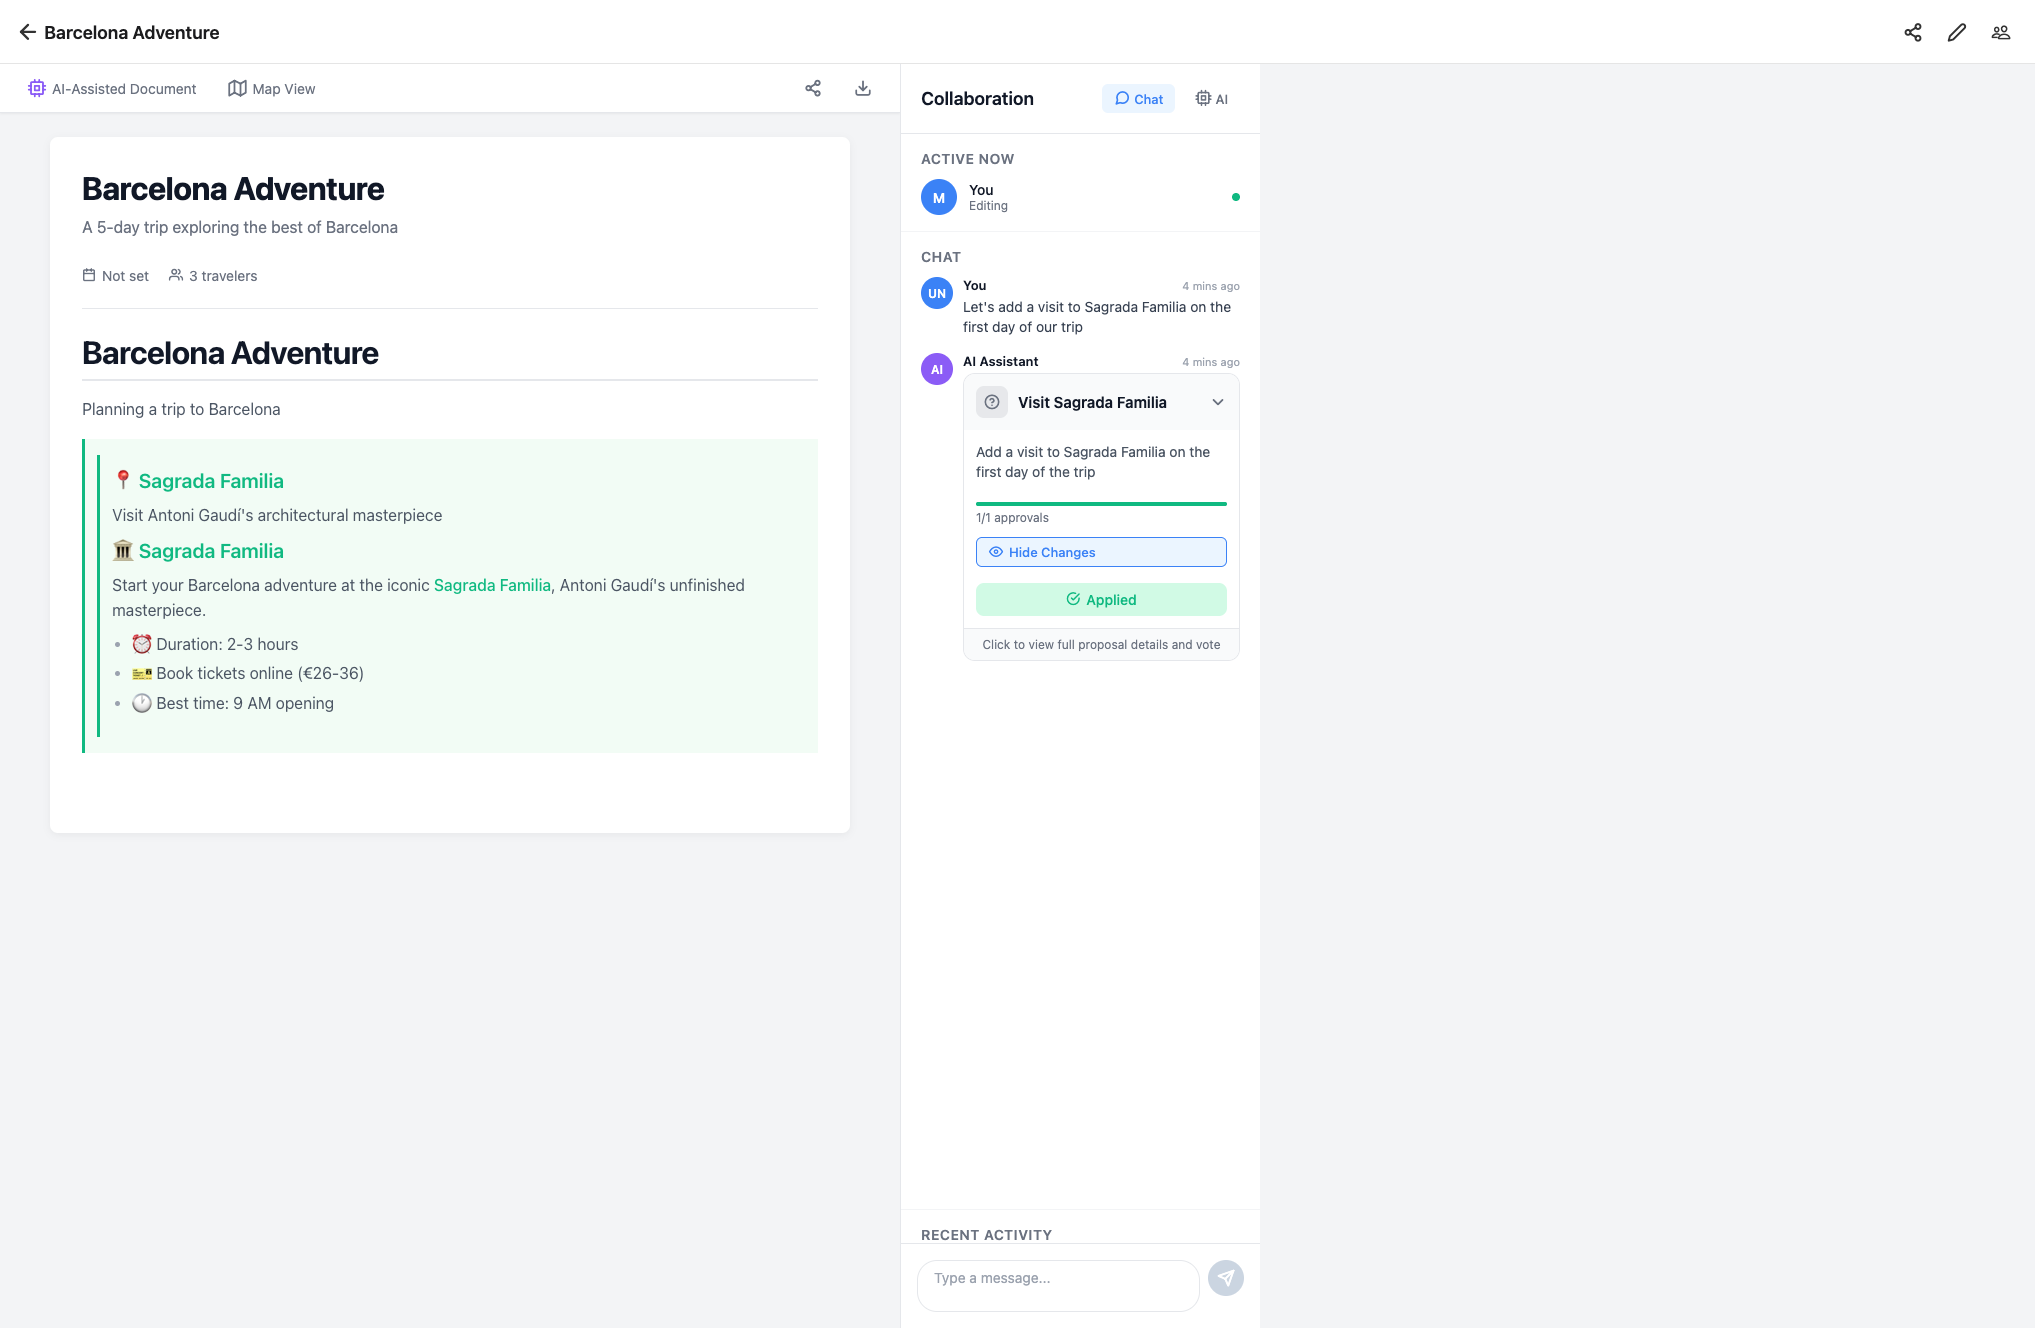 Barcelona Adventure
AI-Assisted Document
Map View
Barcelona Adventure
A 5-day trip exploring the best of Barcelona
Not set
3 travelers
Barcelona Adventure
Planning a trip to Barcelona
📍 Sagrada Familia
Visit Antoni Gaudí's architectural masterpiece
🏛️ Sagrada Familia
Start your Barcelona adventure at the iconic Sagrada Familia, Antoni Gaudí's unfinished
masterpiece.
• ⏰ Duration: 2-3 hours
• 🎫 Book tickets online (€26-36)
• 🕐 Best time: 9 AM opening
Collaboration
Chat
AI
ACTIVE NOW
M
You
Editing
CHAT
UN
You
4 mins ago
Let's add a visit to Sagrada Familia on the
first day of our trip
AI
AI Assistant
4 mins ago
Visit Sagrada Familia
Add a visit to Sagrada Familia on the
first day of the trip
1/1 approvals
Hide Changes
Applied
Click to view full proposal details and vote
RECENT ACTIVITY
Type a message...